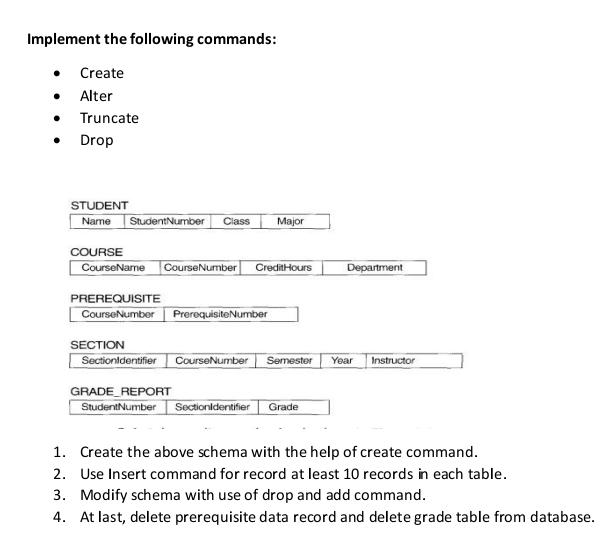 Implement the following commands:
• Create
• Alter
• Truncate
• Drop
STUDENT
Name StudentNumber Class Major
COURSE
CourseName CourseNumber CreditHours Department
PREREQUISITE
CourseNumber PrerequisiteNumber
SECTION
SectionIdentifier CourseNumber Semester Year Instructor
GRADE_REPORT
StudentNumber SectionIdentifier Grade
1. Create the above schema with the help of create command.
2. Use Insert command for record at least 10 records in each table.
3. Modify schema with use of drop and add command.
4. At last, delete prerequisite data record and delete grade table from database.